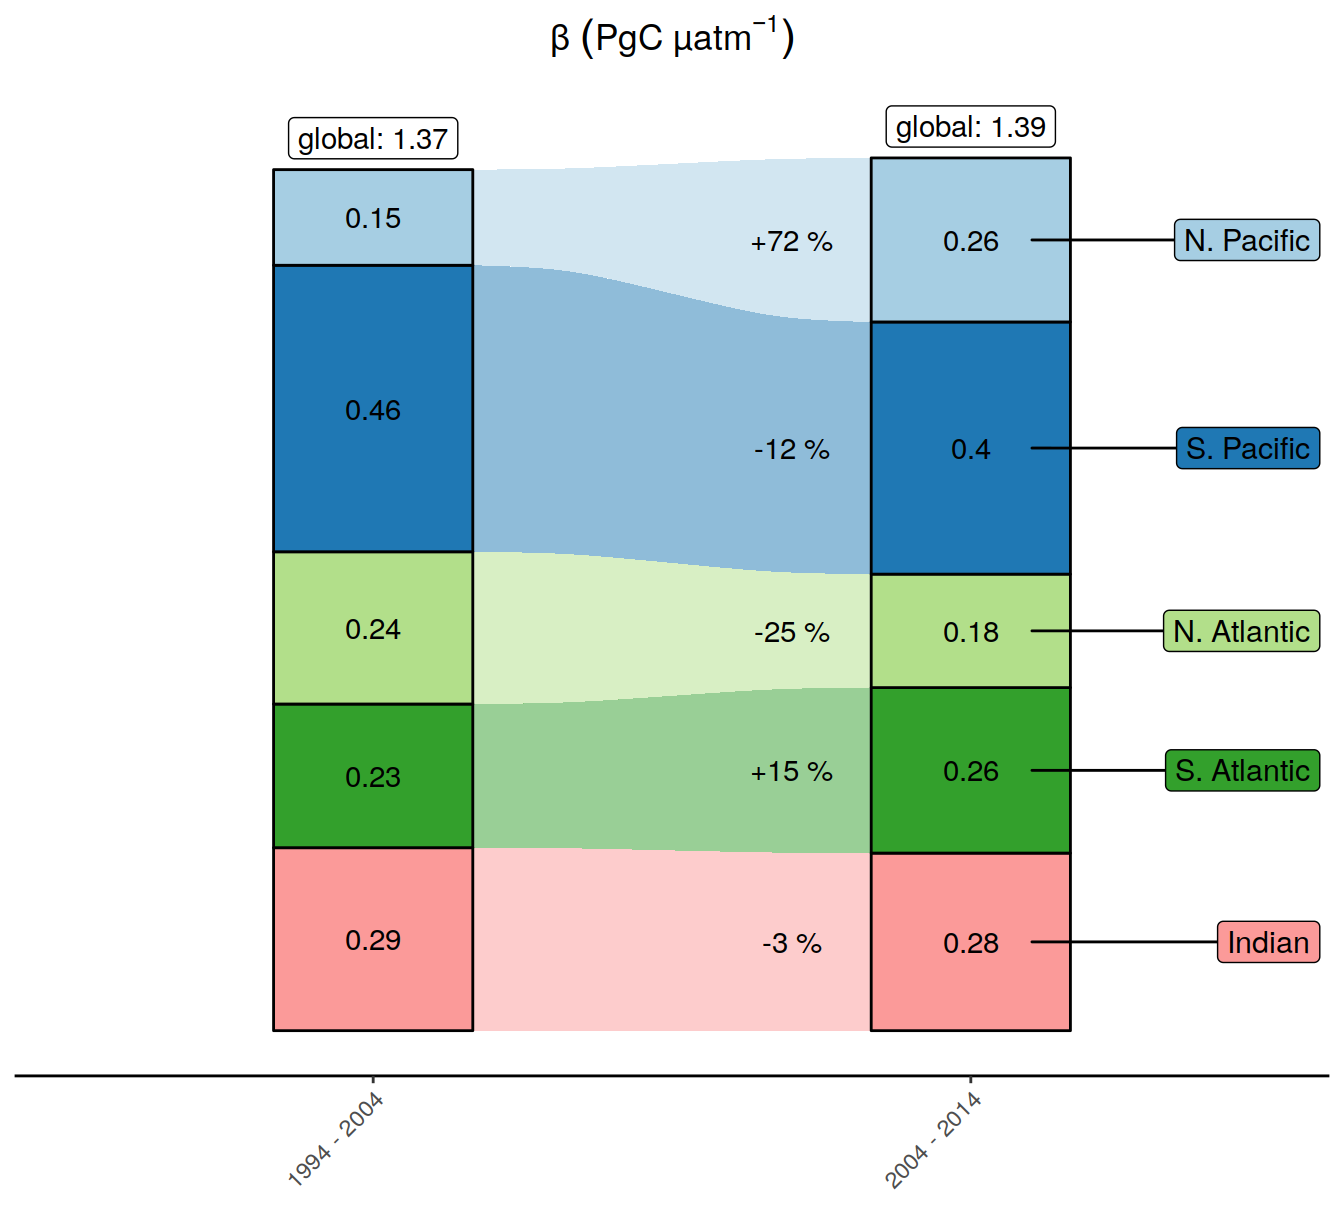 β (PgC µatm⁻¹)
global: 1.37
global: 1.39
0.15
+72 %
0.26
N. Pacific
0.46
-12 %
0.4
S. Pacific
0.24
-25 %
0.18
N. Atlantic
0.23
+15 %
0.26
S. Atlantic
0.29
-3 %
0.28
Indian
1994 - 2004
2004 - 2014